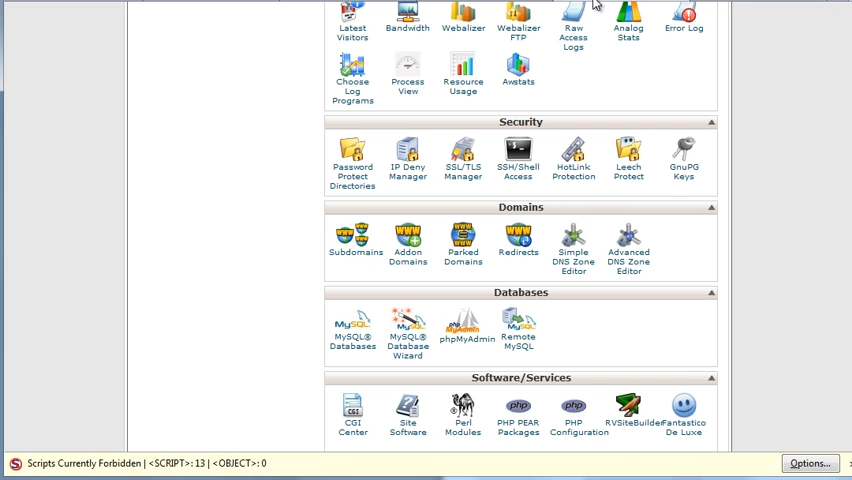 Latest Visitors
Bandwidth
Webalizer
Webalizer FTP
Raw Access Logs
Analog Stats
Error Log
Choose Log Programs
Process View
Resource Usage
Awstats
Security
Password Protect Directories
IP Deny Manager
SSL/TLS Manager
SSH/Shell Access
HotLink Protection
Leech Protect
GnuPG Keys
Domains
Subdomains
Addon Domains
Parked Domains
Redirects
Simple DNS Zone Editor
Advanced DNS Zone Editor
Databases
MySQL® Databases
MySQL® Database Wizard
phpMyAdmin
Remote MySQL
Software/Services
CGI Center
Site Software
Perl Modules
PHP PEAR Packages
PHP Configuration
RVSiteBuilder
Fantastico De Luxe
Scripts Currently Forbidden | <SCRIPT>: 13 | <OBJECT>: 0
Options...